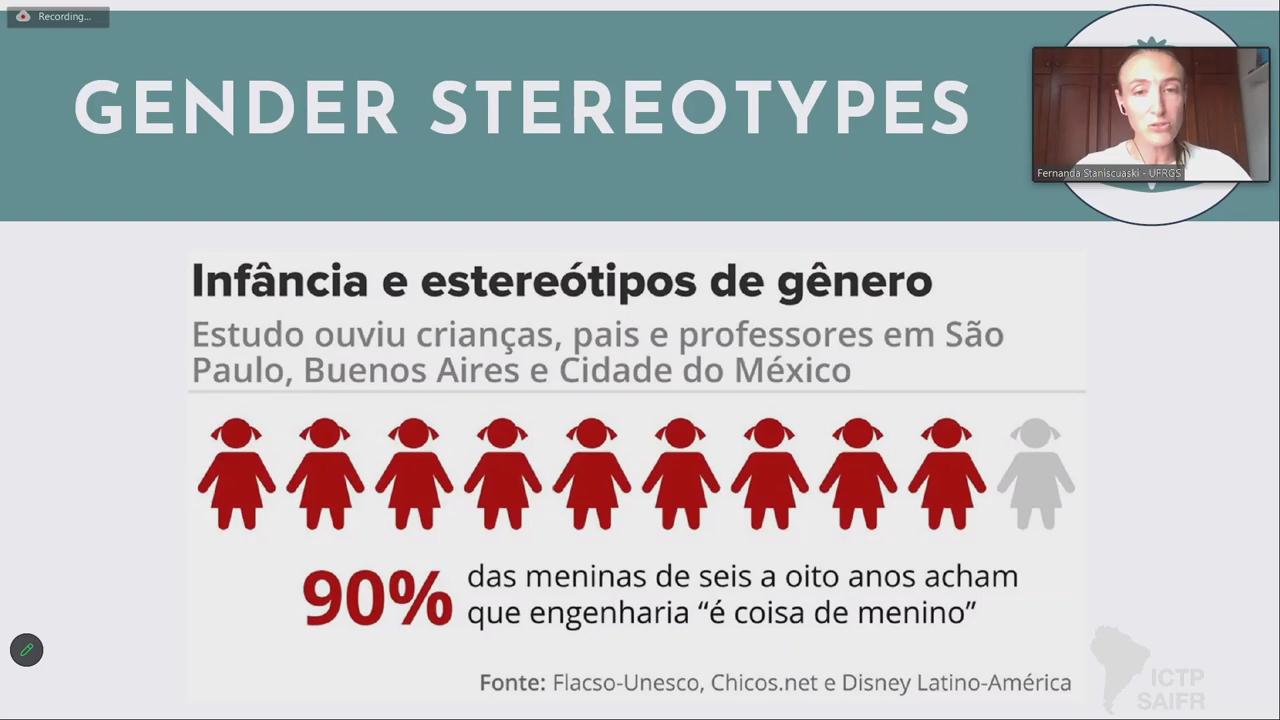 Recording...
GENDER STEREOTYPES
Fernanda Staniscuaski - UFRGS
Infância e estereótipos de gênero
Estudo ouviu crianças, pais e professores em São
Paulo, Buenos Aires e Cidade do México
90% das meninas de seis a oito anos acham
que engenharia “é coisa de menino”
Fonte: Flacso-Unesco, Chicos.net e Disney Latino-América
ICTP
SAIFR